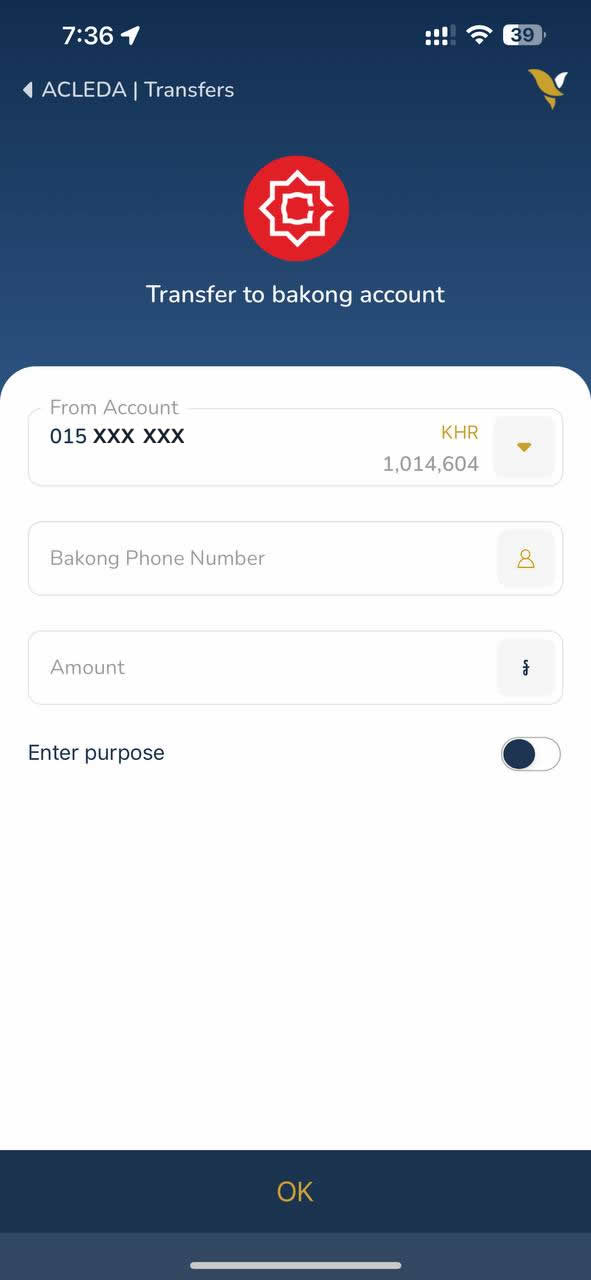 7:36
39
ACLEDA | Transfers
Transfer to bakong account
From Account
015 XXX XXX
KHR
1,014,604
Bakong Phone Number
Amount
៛
Enter purpose
OK